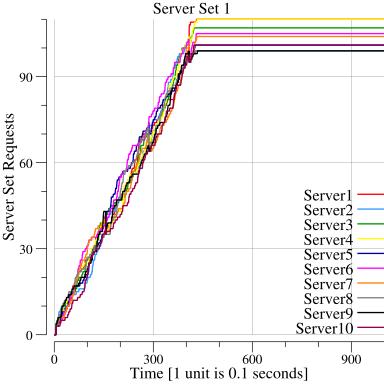 Server Set 1
Server Set Requests
90
60
30
0
Server1
Server2
Server3
Server4
Server5
Server6
Server7
Server8
Server9
Server10
0 300 600 900
Time [1 unit is 0.1 seconds]